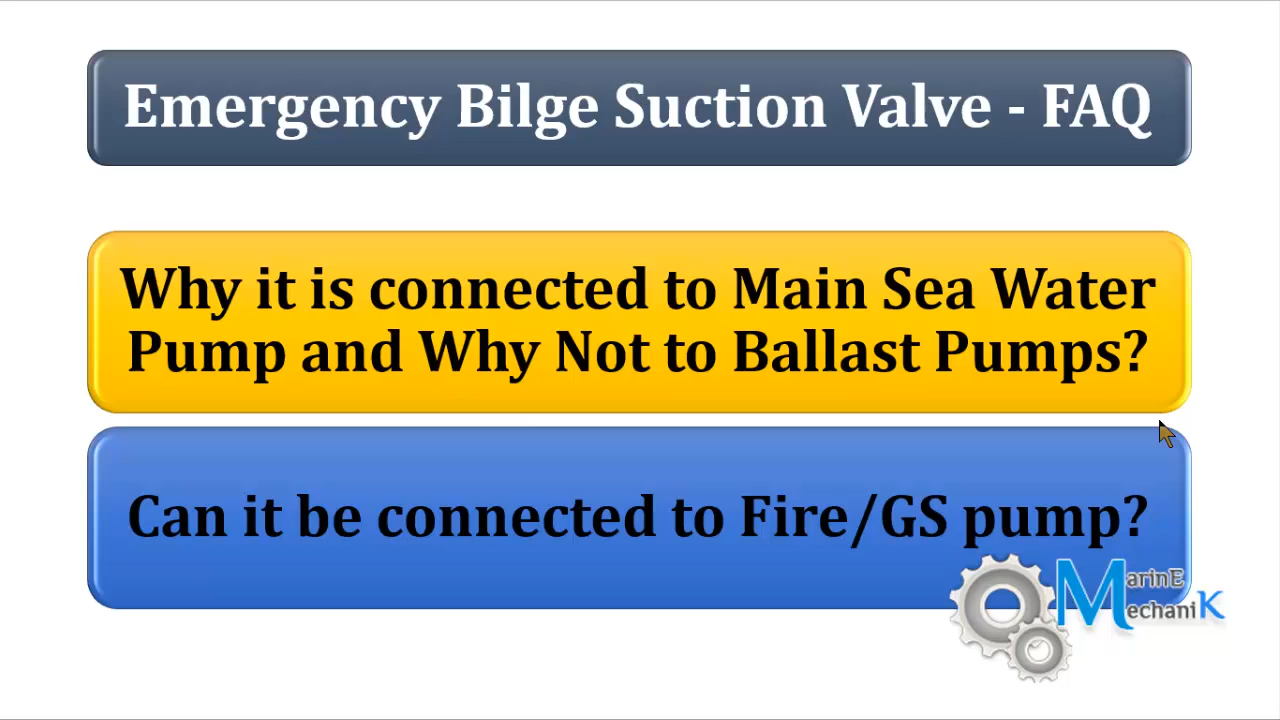 Emergency Bilge Suction Valve - FAQ
Why it is connected to Main Sea Water
Pump and Why Not to Ballast Pumps?
Can it be connected to Fire/GS pump?
MarinE
MechaniK